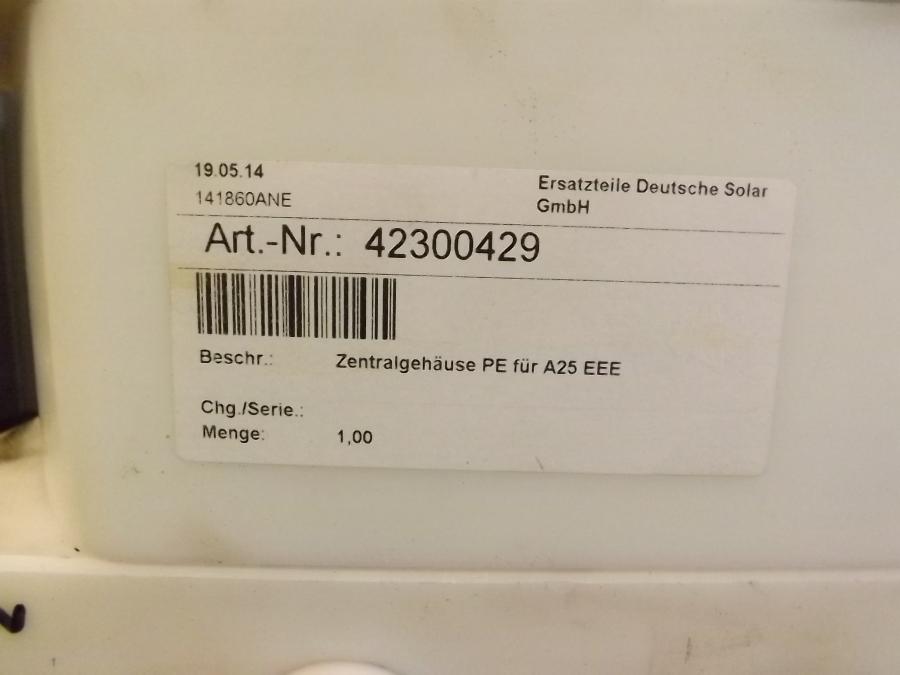 19.05.14
Ersatzteile Deutsche Solar
GmbH
141860ANE
Art.-Nr.: 42300429
Beschr.: Zentralgehäuse PE für A25 EEE
Chg./Serie.:
Menge: 1,00